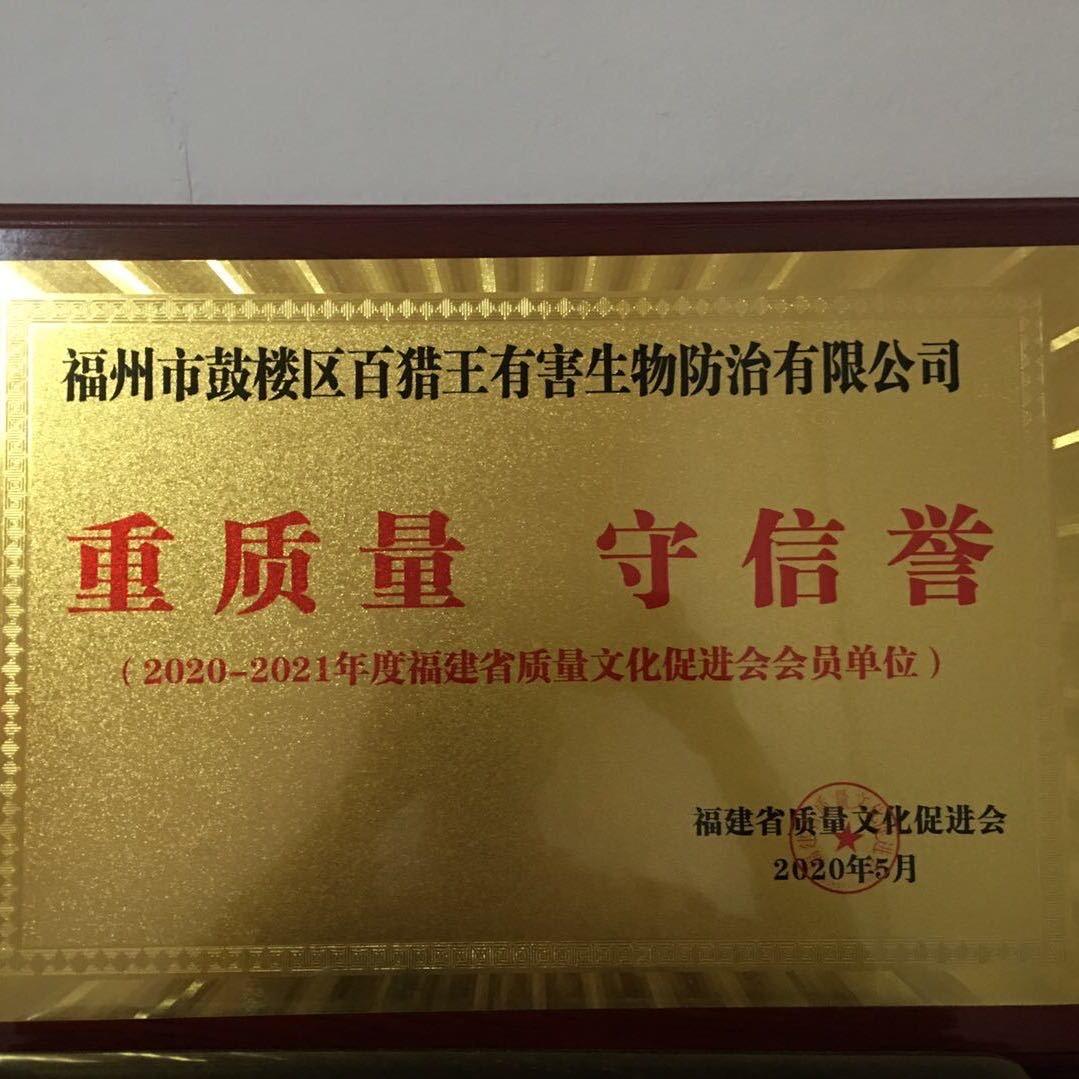 福州市鼓楼区百猎王有害生物防治有限公司
重质量 守信誉
(2020-2021年度福建省质量文化促进会会员单位)
福建省质量文化促进会
2020年5月